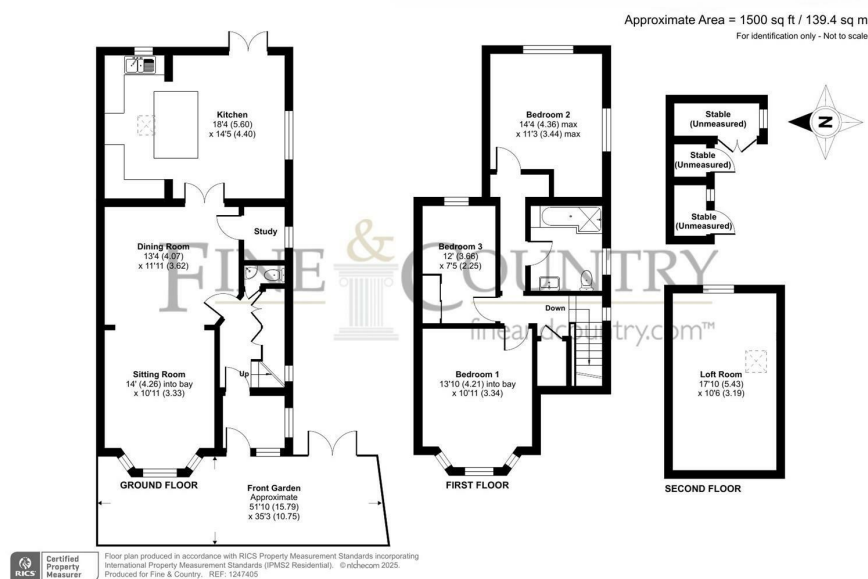 Approximate Area = 1500 sq ft / 139.4 sq m
For identification only - Not to scale
Kitchen
18'4 (5.60)
x 14'5 (4.40)
Dining Room
13'4 (4.07)
x 11'11 (3.62)
Study
Up
Sitting Room
14' (4.26) into bay
x 10'11 (3.33)
GROUND FLOOR
Front Garden
Approximate
51'10 (15.79)
x 35'3 (10.75)
Bedroom 2
14'4 (4.36) max
x 11'3 (3.44) max
Bedroom 3
12' (3.66)
x 7'5 (2.25)
Down
Bedroom 1
13'10 (4.21) into bay
x 10'11 (3.34)
FIRST FLOOR
Stable
(Unmeasured)
Stable
(Unmeasured)
Stable
(Unmeasured)
N
Loft Room
17'10 (5.43)
x 10'6 (3.19)
SECOND FLOOR
FINE & COUNTRY
fineandcountry.com™
RICS
Certified
Property
Measurer
Floor plan produced in accordance with RICS Property Measurement Standards incorporating
International Property Measurement Standards (IPMS2 Residential). © nichecom 2025.
Produced for Fine & Country. REF: 1247405